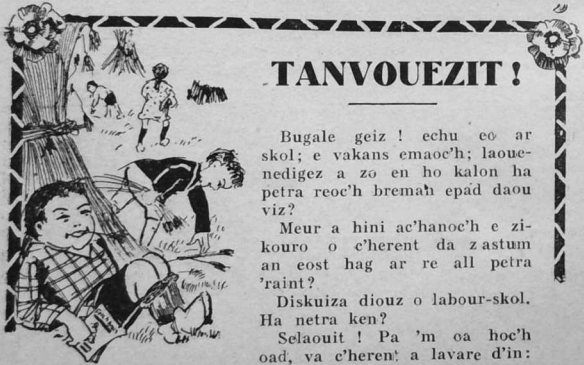 TANVOUEZIT !
Bugale geiz ! echu eo ar
skol; e vakans emaoc'h; laoue-
nedigez a zo en ho kalon ha
petra reoc'h breman epad daou
viz?
Meur a hini ac'hanoc'h e zi-
kouro o c'herent da zastum
an eost hag ar re all petra
'raint?
Diskuiza diouz o labour-skol.
Ha netra ken?
Selaouit ! Pa 'm oa hoc'h
oad, va c'herent a lavare d'in: